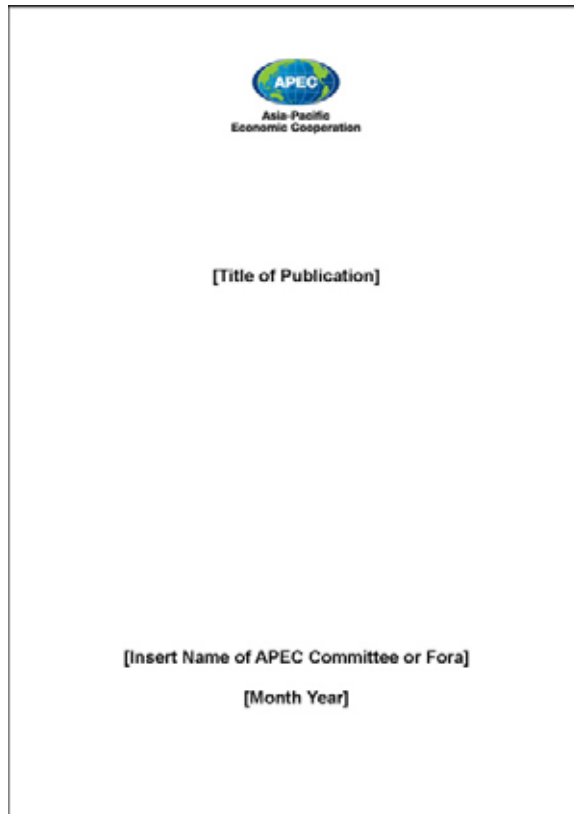 APEC
Asia-Pacific
Economic Cooperation
[Title of Publication]
[Insert Name of APEC Committee or Fora]
[Month Year]